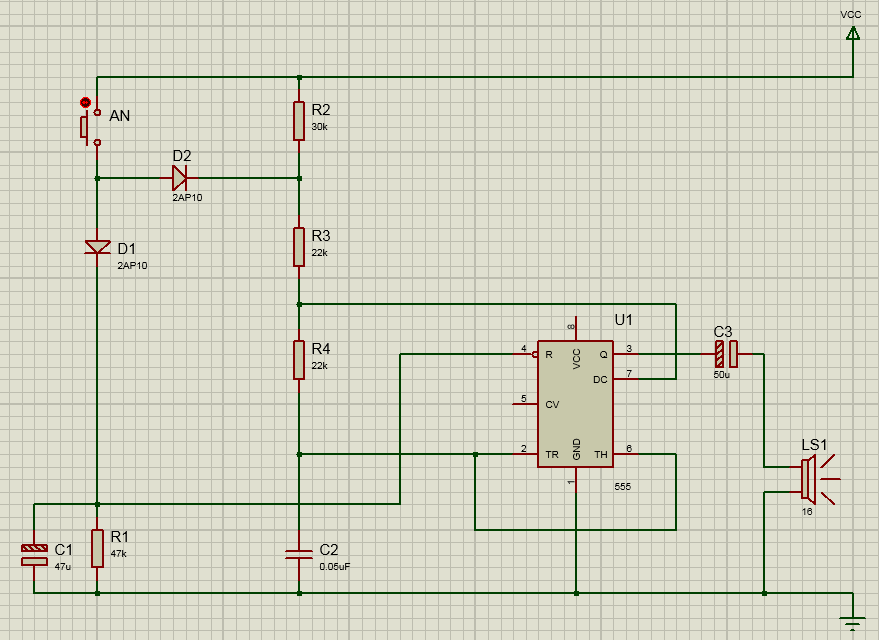 VCC
AN
R2
30k
D2
2AP10
R3
22k
D1
2AP10
U1
8
C3
50u
R4
22k
4
R
VCC
Q
3
DC
7
5
CV
2
TR
GND
TH
6
1
555
LS1
16
C1
47u
R1
47k
C2
0.05uF